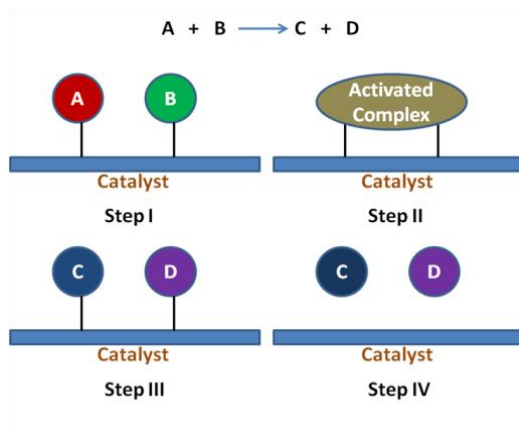 A + B → C + D
A
B
Catalyst
Step I
Activated
Complex
Catalyst
Step II
C
D
Catalyst
Step III
C
D
Catalyst
Step IV